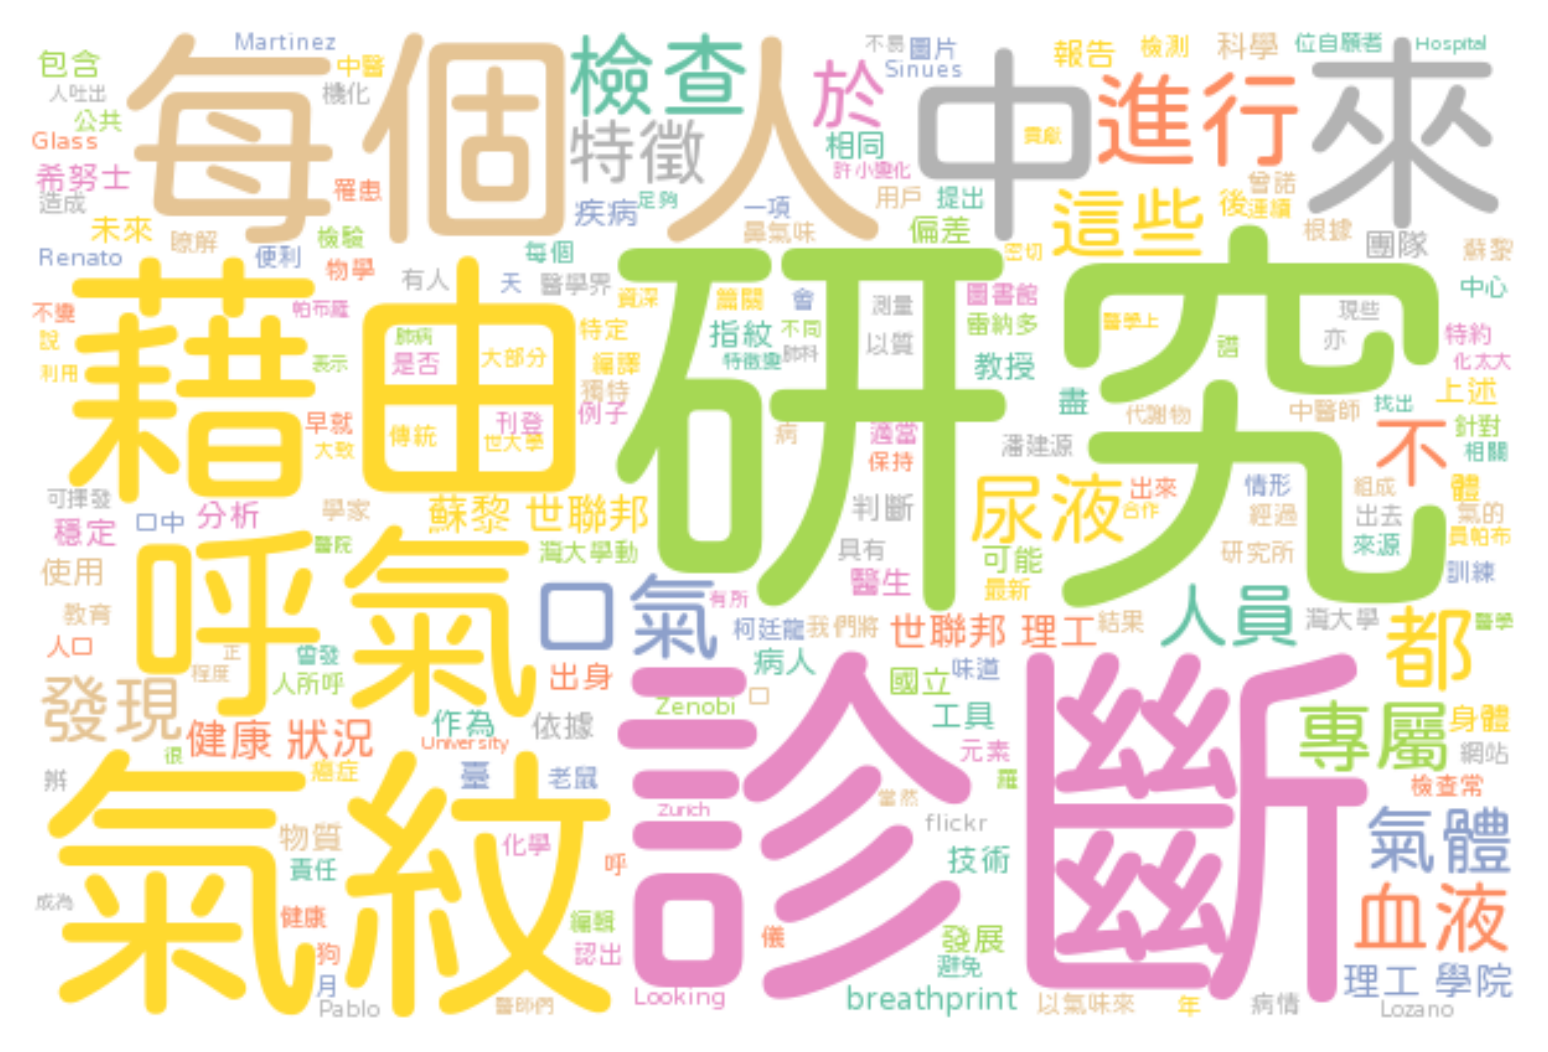 包含 Martinez 中醫 每個人 檢查 於 不易 圖片 報告 檢測 科學 位自願者 Hospital
人吐出 機化 特徵 Sinues 中 貢獻 進行 來
公共 相同
Glass 許小變化
希努士 罹患 用戶 提出 這些 後 曾諾
造成 疾病 足夠 一項 連續
未來 瞭解 檢驗 鼻氣味 偏差 根據 團隊 蘇黎
Renato 便利 物學 每個 密切
有人 天 醫學界 研究 中心
不變 帕布羅 資深 篇關 會 測量 圖書館 現些
說 肺病 特定 指紋 不同 雷納多 醫學上 亦 特約
藉由 表示 是否 大部分 編譯 特徵變 肺科 以質 教授 譜 化太大
利用 獨特 盡 上述
早就 傳統 刊登 例子 病 適當 代謝物 中醫師 找出 針對
大致 世大學 保持 潘建源 不 相關
可揮發 蘇黎 世聯邦 尿液 出來 情形 組成 體
穩定 口中 分析 學家 判斷 合作 經過 出去 氣的
呼氣 醫院 海大學動 具有 可能 研究所 來源 員帕布
使用 口氣 醫生 最新 訓練
教育 有所 人員 都
人口 正 曾發 柯廷龍 我們將 世聯邦 理工 結果 海大學 醫學
程度 人所呼 出身 診斷 病人 國立 味道
發現 Zenobi 口 專屬 身體
健康 狀況 作為 依據 工具
很 University 元素 網站
辨 癌症 臺 老鼠 羅 檢查常
氣紋 Zurich 當然
物質 化學 flickr 氣體
責任 呼 技術
成為 健康 編輯 血液
狗 認出 儀 發展
月 避免 理工 學院
Pablo 醫師們 Looking breathprint 以氣味來 年 病情 Lozano